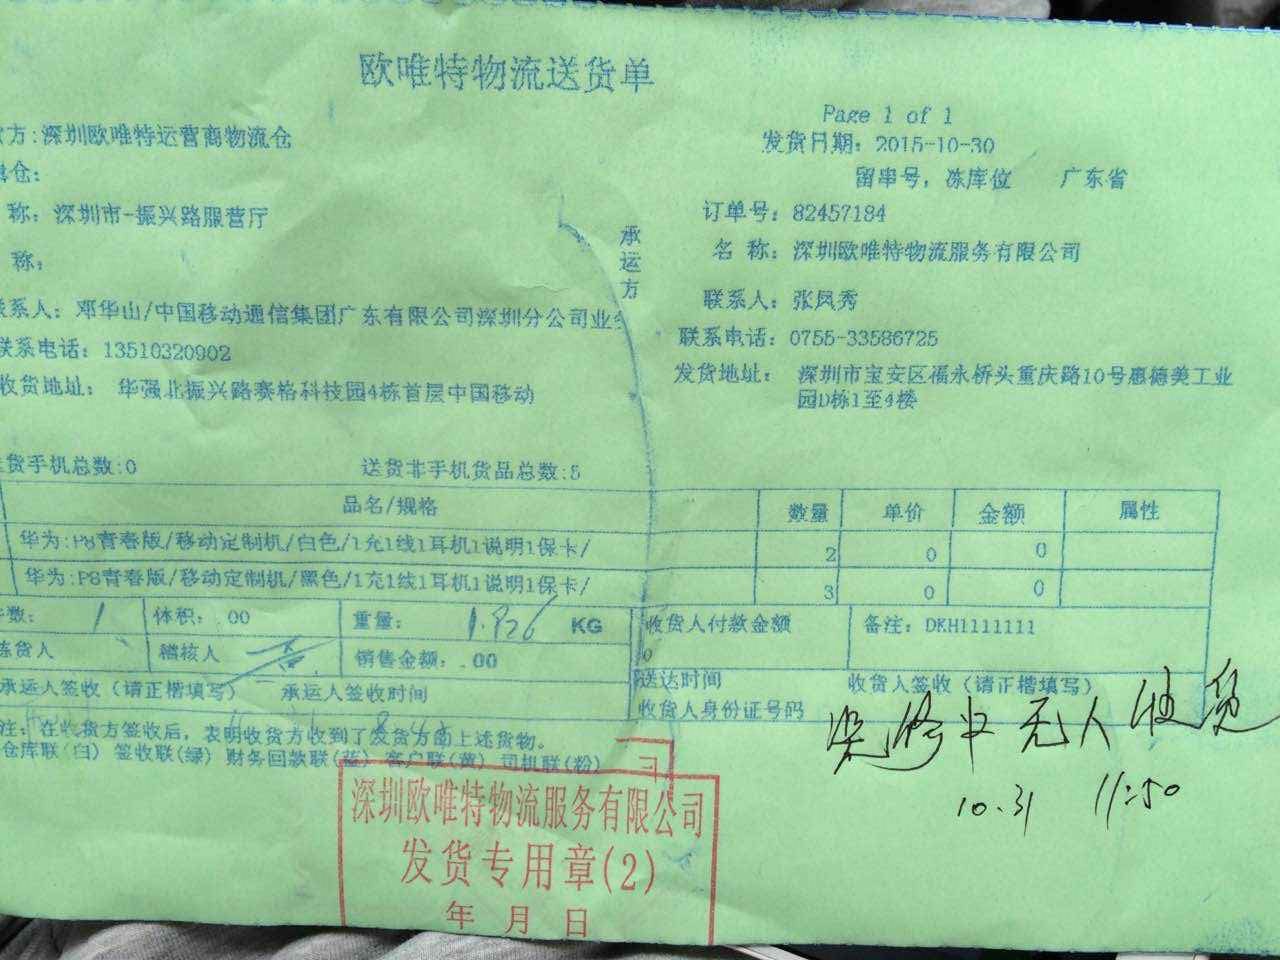 欧唯特物流送货单
Page 1 of 1
方:深圳欧唯特运营商物流仓
发货日期: 2015-10-30
仓:
留串号, 冻库位 广东省
称: 深圳市-振兴路服营厅
订单号: 82457184
称:
承运方
名 称: 深圳欧唯特物流服务有限公司
系人: 邓华山/中国移动通信集团广东有限公司深圳分公司业
联系人: 张凤秀
联系电话: 13510320902
联系电话: 0755-33586725
收货地址: 华强北振兴路赛格科技园4栋首层中国移动
发货地址: 深圳市宝安区福永桥头重庆路10号惠德美工业
园D栋1至4楼
货手机总数:0 送货非手机货品总数:5
品名/规格 数量 单价 金额 属性
华为:P8青春版/移动定制机/白色/1充1线1耳机1说明1保卡/ 2 0 0
华为:P8青春版/移动定制机/黑色/1充1线1耳机1说明1保卡/ 3 0 0
数: 1 体积: .00 重量: 1.826 KG 收货人付款金额 备注: DKH1111111
0
拣货人 稽核人 销售金额: .00
承运人签收（请正楷填写） 承运人签收时间 送达时间 收货人签收（请正楷填写）
收货人身份证号码
注: 在收货方签收后, 表明收货方收到了发货方的上述货物。
仓库联(白) 签收联(绿) 财务回款联(蓝) 客户联(黄) 司机联(粉)
装修中无人收货
10.31 11:50
深圳欧唯特物流服务有限公司
发货专用章(2)
年 月 日